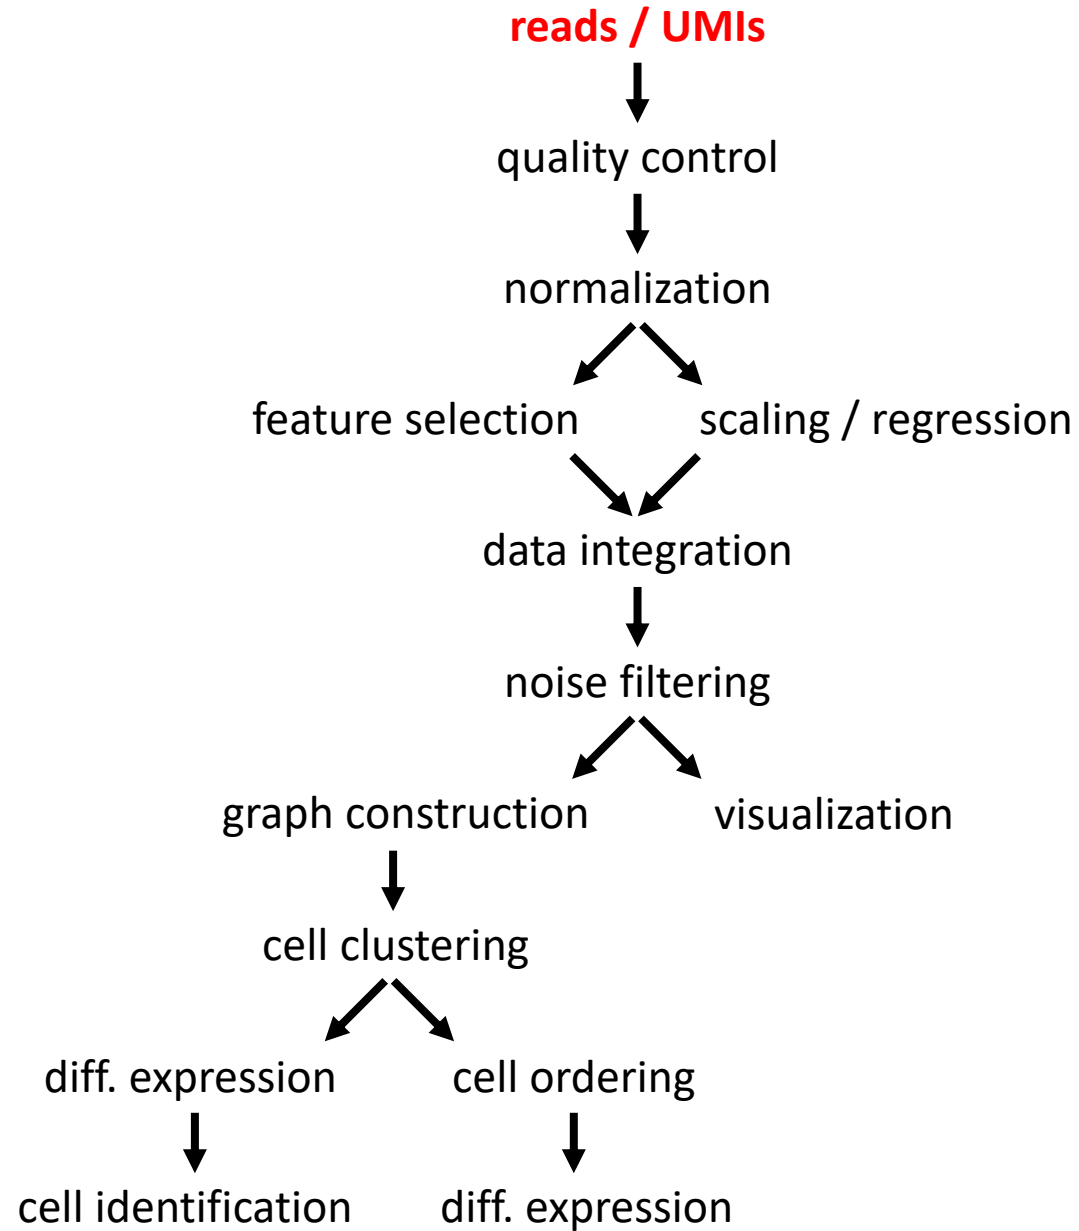 reads / UMIs
quality control
normalization
feature selection
scaling / regression
data integration
noise filtering
graph construction
visualization
cell clustering
diff. expression
cell ordering
cell identification
diff. expression